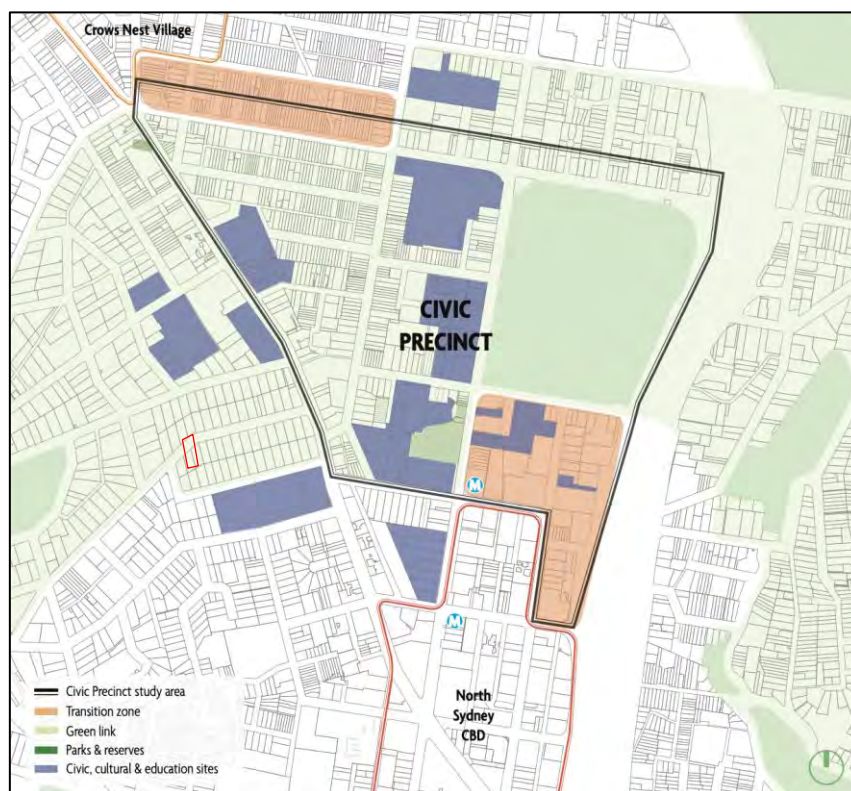 Crows Nest Village
CIVIC
PRECINCT
M
M
North
Sydney
CBD
Civic Precinct study area
Transition zone
Green link
Parks & reserves
Civic, cultural & education sites